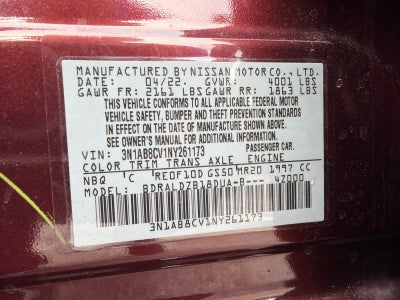 MANUFACTURED BY NISSAN MOTOR CO., LTD.
DATE: 04/22 GVWR: 4001 LBS
GAWR FR: 2161 LBS GAWR RR: 1863 LBS
THIS VEHICLE CONFORMS TO ALL APPLICABLE FEDERAL MOTOR
VEHICLE SAFETY, BUMPER AND THEFT PREVENTION STANDARDS
IN EFFECT ON THE DATE OF MANUFACTURE SHOWN ABOVE.
SEE OWNER'S MANUAL FOR ADDITIONAL IMPORTANT INFORMATION
VIN: 3N1AB8CV1NY261173 PASSENGER CAR.
COLOR TRIM TRANS AXLE ENGINE
NBQ 'C RE0F10D GS50 MR20 1997 CC
MODEL: BDRALDZB18DUA-B--- 4Z000
3N1AB8CV1NY261173